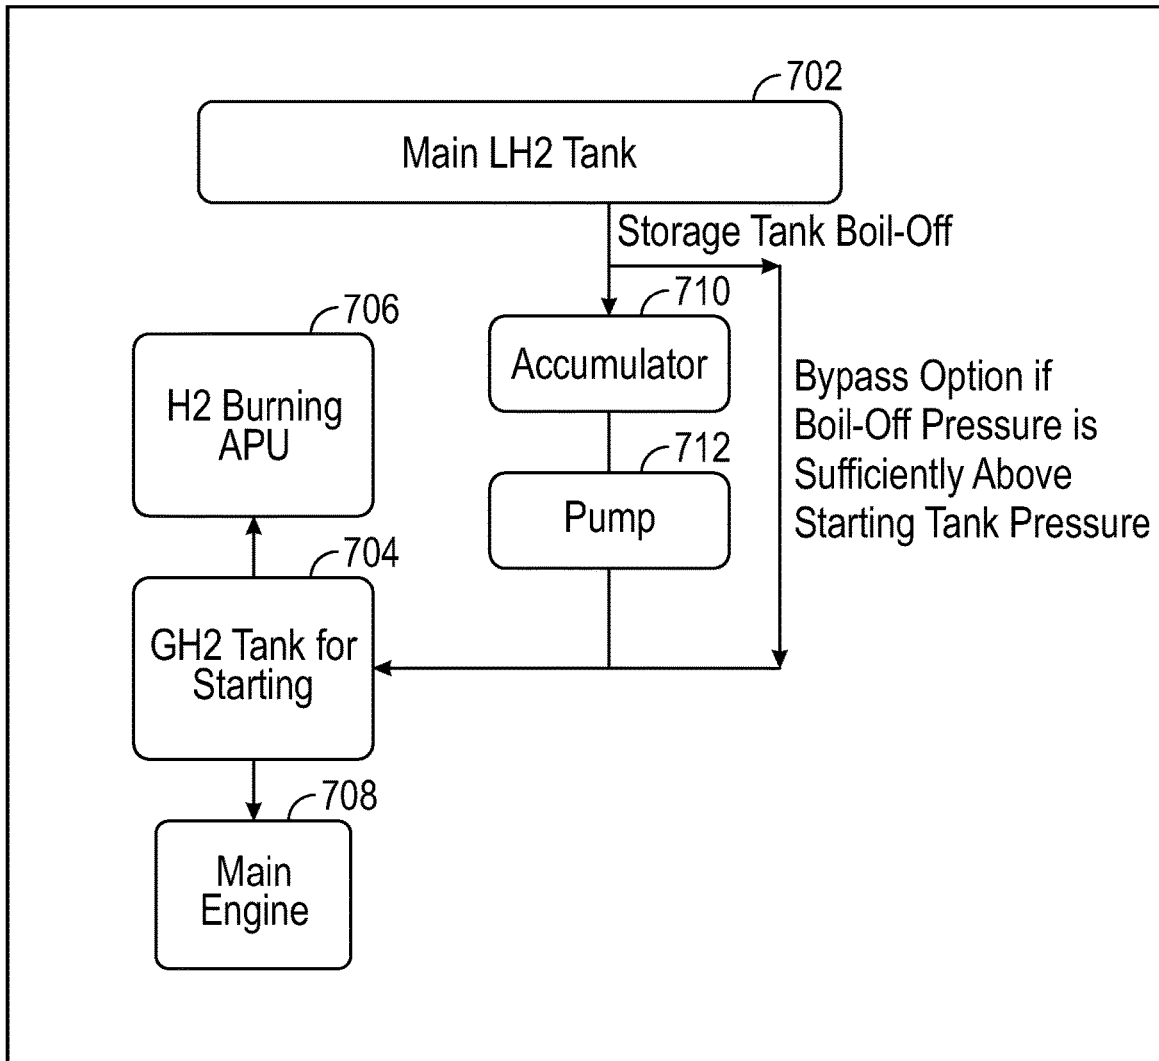 702
Main LH2 Tank
Storage Tank Boil-Off
710
Accumulator
706
H2 Burning
APU
Bypass Option if
Boil-Off Pressure is
Sufficiently Above
Starting Tank Pressure
712
Pump
704
GH2 Tank for
Starting
708
Main
Engine